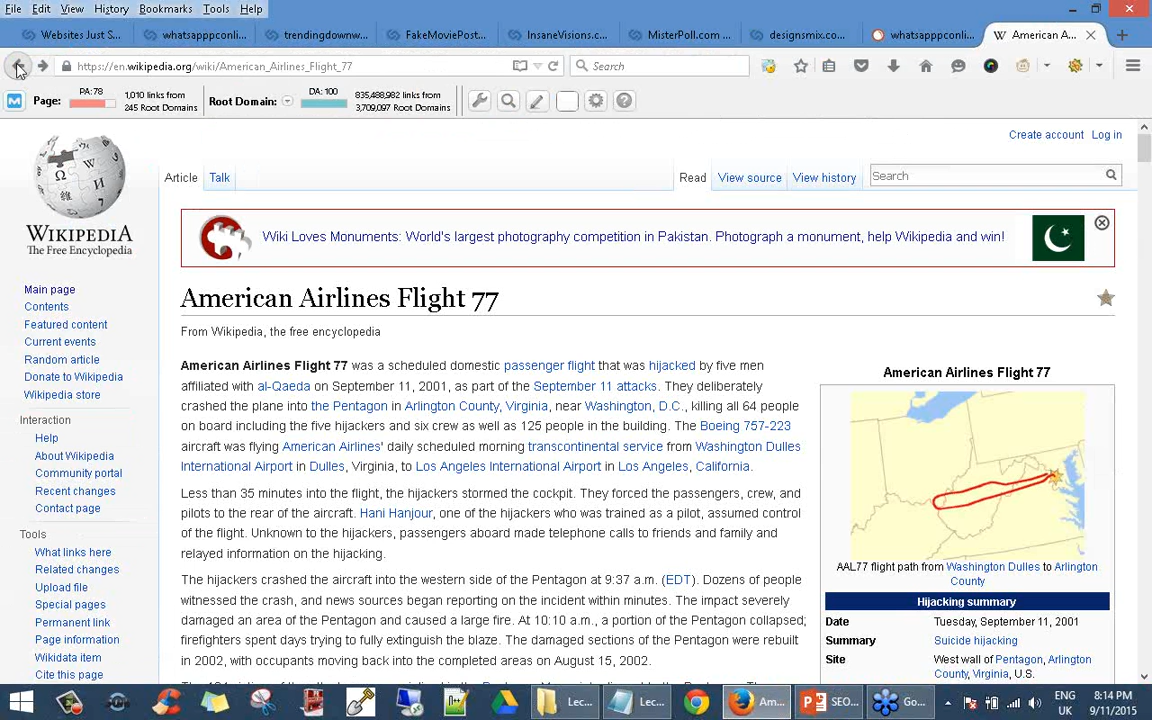 File Edit View History Bookmarks Tools Help
Websites Just S... whatsapppconli... trendingdownw... FakeMoviePost... InsaneVisions.c... MisterPoll.com ... designsmix.co... whatsapppconli... W American A...
https://en.wikipedia.org/wiki/American_Airlines_Flight_77 Search
Page: PA: 78 1,010 links from 245 Root Domains Root Domain: DA: 100 835,488,982 links from 3,709,097 Root Domains
Create account Log in
Article Talk Read View source View history Search
WIKIPEDIA
The Free Encyclopedia
Wiki Loves Monuments: World's largest photography competition in Pakistan. Photograph a monument, help Wikipedia and win!
Main page
Contents
Featured content
Current events
Random article
Donate to Wikipedia
Wikipedia store
Interaction
Help
About Wikipedia
Community portal
Recent changes
Contact page
Tools
What links here
Related changes
Upload file
Special pages
Permanent link
Page information
Wikidata item
Cite this page
American Airlines Flight 77
From Wikipedia, the free encyclopedia
American Airlines Flight 77 was a scheduled domestic passenger flight that was hijacked by five men
affiliated with al-Qaeda on September 11, 2001, as part of the September 11 attacks. They deliberately
crashed the plane into the Pentagon in Arlington County, Virginia, near Washington, D.C., killing all 64 people
on board including the five hijackers and six crew as well as 125 people in the building. The Boeing 757-223
aircraft was flying American Airlines' daily scheduled morning transcontinental service from Washington Dulles
International Airport in Dulles, Virginia, to Los Angeles International Airport in Los Angeles, California.
Less than 35 minutes into the flight, the hijackers stormed the cockpit. They forced the passengers, crew, and
pilots to the rear of the aircraft. Hani Hanjour, one of the hijackers who was trained as a pilot, assumed control
of the flight. Unknown to the hijackers, passengers aboard made telephone calls to friends and family and
relayed information on the hijacking.
The hijackers crashed the aircraft into the western side of the Pentagon at 9:37 a.m. (EDT). Dozens of people
witnessed the crash, and news sources began reporting on the incident within minutes. The impact severely
damaged an area of the Pentagon and caused a large fire. At 10:10 a.m., a portion of the Pentagon collapsed;
firefighters spent days trying to fully extinguish the blaze. The damaged sections of the Pentagon were rebuilt
in 2002, with occupants moving back into the completed areas on August 15, 2002.
American Airlines Flight 77
AAL77 flight path from Washington Dulles to Arlington
County
Hijacking summary
Date Tuesday, September 11, 2001
Summary Suicide hijacking
Site West wall of Pentagon, Arlington
County, Virginia, U.S.
Lec... Lec... Am... SEO... Go... ENG UK 8:14 PM 9/11/2015